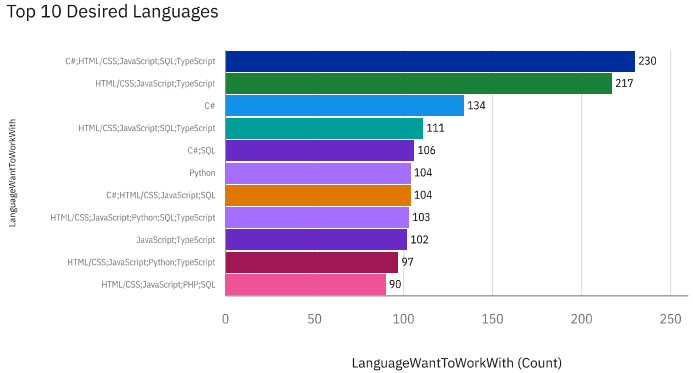 Top 10 Desired Languages
LanguageWantToWorkWith
C#;HTML/CSS;JavaScript;SQL;TypeScript 230
HTML/CSS;JavaScript;TypeScript 217
C# 134
HTML/CSS;JavaScript;SQL;TypeScript 111
C#;SQL 106
Python 104
C#;HTML/CSS;JavaScript;SQL 104
HTML/CSS;JavaScript;Python;SQL;TypeScript 103
JavaScript;TypeScript 102
HTML/CSS;JavaScript;Python;TypeScript 97
HTML/CSS;JavaScript;PHP;SQL 90
0 50 100 150 200 250
LanguageWantToWorkWith (Count)